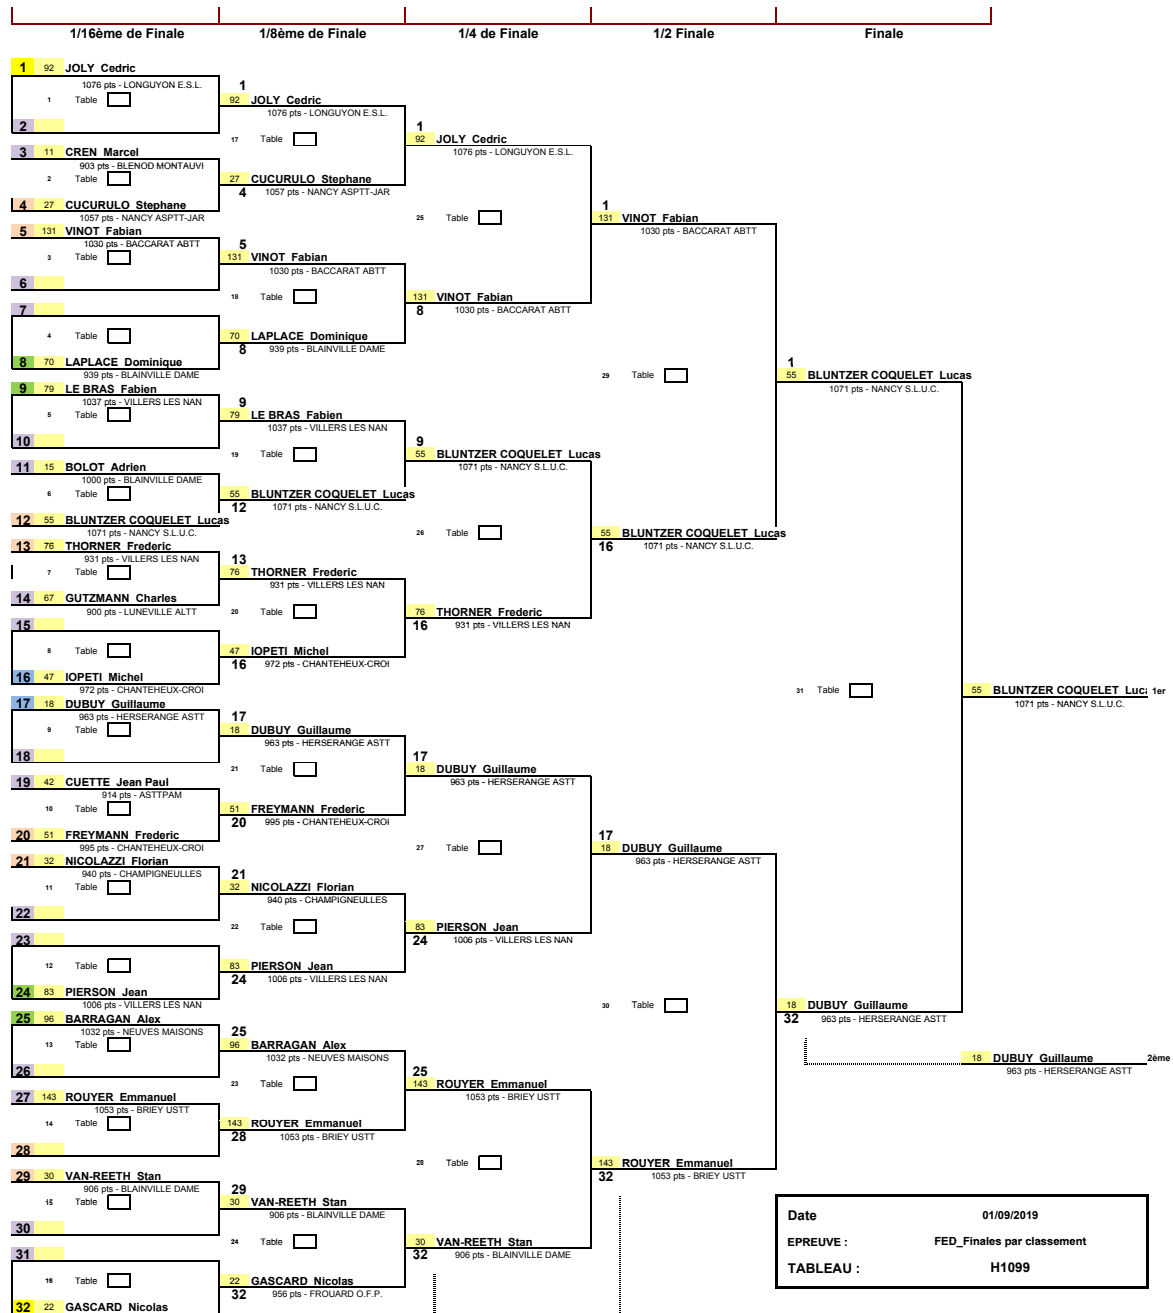 1/16ème de Finale 1/8ème de Finale 1/4 de Finale 1/2 Finale Finale
1 92 JOLY Cedric
1076 pts - LONGUYON E.S.L.
1 Table
2
3 11 CREN Marcel
903 pts - BLENOD MONTAUVI
2 Table
4 27 CUCURULO Stephane
1057 pts - NANCY ASPTT-JAR
5 131 VINOT Fabian
1030 pts - BACCARAT ABTT
3 Table
6
7
4 Table
8 70 LAPLACE Dominique
939 pts - BLAINVILLE DAME
9 79 LE BRAS Fabien
1037 pts - VILLERS LES NAN
5 Table
10
11 15 BOLOT Adrien
1000 pts - BLAINVILLE DAME
6 Table
12 55 BLUNTZER COQUELET Lucas
1071 pts - NANCY S.L.U.C.
13 76 THORNER Frederic
931 pts - VILLERS LES NAN
7 Table
14 67 GUTZMANN Charles
900 pts - LUNEVILLE ALTT
15
8 Table
16 47 IOPETI Michel
972 pts - CHANTEHEUX-CROI
17 18 DUBUY Guillaume
963 pts - HERSERANGE ASTT
9 Table
18
19 42 CUETTE Jean Paul
914 pts - ASTTPAM
10 Table
20 51 FREYMANN Frederic
995 pts - CHANTEHEUX-CROI
21 32 NICOLAZZI Florian
940 pts - CHAMPIGNEULLES
11 Table
22
23
12 Table
24 83 PIERSON Jean
1006 pts - VILLERS LES NAN
25 96 BARRAGAN Alex
1032 pts - NEUVES MAISONS
13 Table
26
27 143 ROUYER Emmanuel
1053 pts - BRIEY USTT
14 Table
28
29 30 VAN-REETH Stan
906 pts - BLAINVILLE DAME
15 Table
30
31
16 Table
32 22 GASCARD Nicolas
1
92 JOLY Cedric
1076 pts - LONGUYON E.S.L.
17 Table
27 CUCURULO Stephane
4 1057 pts - NANCY ASPTT-JAR
5
131 VINOT Fabian
1030 pts - BACCARAT ABTT
18 Table
70 LAPLACE Dominique
8 939 pts - BLAINVILLE DAME
9
79 LE BRAS Fabien
1037 pts - VILLERS LES NAN
19 Table
55 BLUNTZER COQUELET Lucas
12 1071 pts - NANCY S.L.U.C.
13
76 THORNER Frederic
931 pts - VILLERS LES NAN
20 Table
47 IOPETI Michel
16 972 pts - CHANTEHEUX-CROI
17
18 DUBUY Guillaume
963 pts - HERSERANGE ASTT
21 Table
51 FREYMANN Frederic
20 995 pts - CHANTEHEUX-CROI
21
32 NICOLAZZI Florian
940 pts - CHAMPIGNEULLES
22 Table
83 PIERSON Jean
24 1006 pts - VILLERS LES NAN
25
96 BARRAGAN Alex
1032 pts - NEUVES MAISONS
23 Table
143 ROUYER Emmanuel
28 1053 pts - BRIEY USTT
29
30 VAN-REETH Stan
906 pts - BLAINVILLE DAME
24 Table
22 GASCARD Nicolas
32 956 pts - FROUARD O.F.P.
1
92 JOLY Cedric
1076 pts - LONGUYON E.S.L.
25 Table
131 VINOT Fabian
8 1030 pts - BACCARAT ABTT
9
55 BLUNTZER COQUELET Lucas
1071 pts - NANCY S.L.U.C.
26 Table
76 THORNER Frederic
16 931 pts - VILLERS LES NAN
17
18 DUBUY Guillaume
963 pts - HERSERANGE ASTT
27 Table
83 PIERSON Jean
24 1006 pts - VILLERS LES NAN
25
143 ROUYER Emmanuel
1053 pts - BRIEY USTT
28 Table
30 VAN-REETH Stan
32 906 pts - BLAINVILLE DAME
1
131 VINOT Fabian
1030 pts - BACCARAT ABTT
29 Table
55 BLUNTZER COQUELET Lucas
16 1071 pts - NANCY S.L.U.C.
17
18 DUBUY Guillaume
963 pts - HERSERANGE ASTT
30 Table
143 ROUYER Emmanuel
32 1053 pts - BRIEY USTT
1
55 BLUNTZER COQUELET Lucas
1071 pts - NANCY S.L.U.C.
31 Table
18 DUBUY Guillaume
32 963 pts - HERSERANGE ASTT
55 BLUNTZER COQUELET Luca 1er
1071 pts - NANCY S.L.U.C.
18 DUBUY Guillaume 2ème
963 pts - HERSERANGE ASTT
Date 01/09/2019
EPREUVE : FED_Finales par classement
TABLEAU : H1099